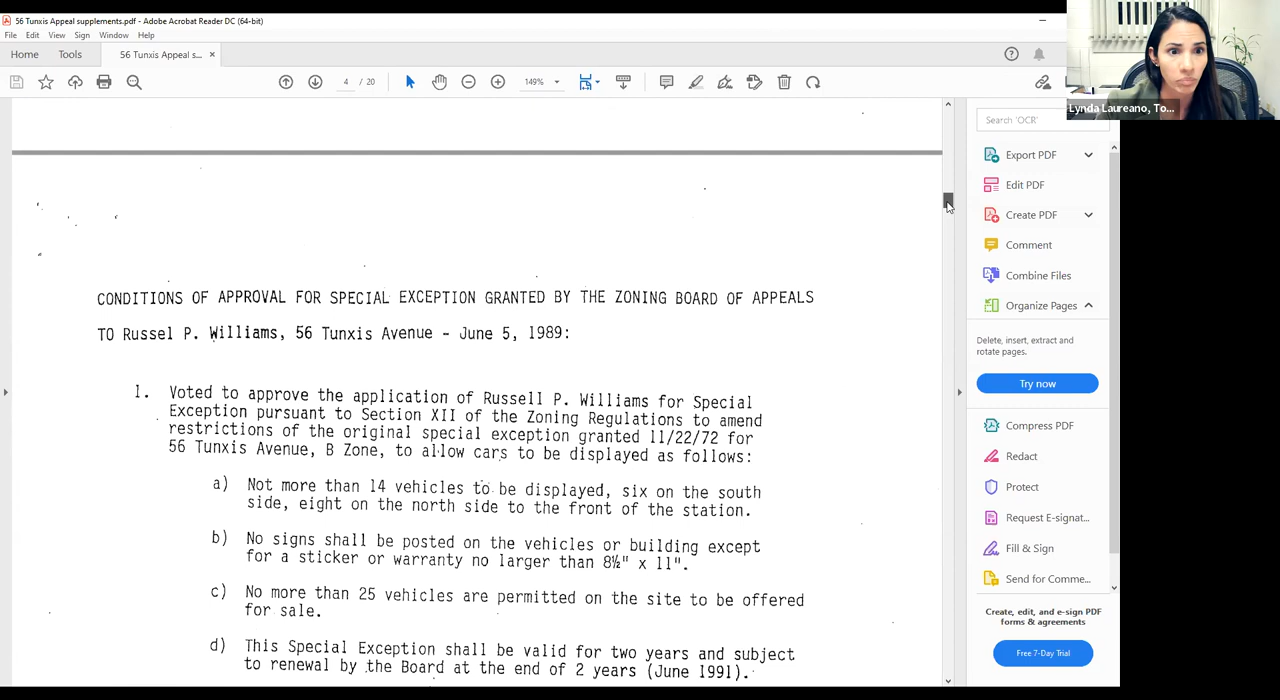 56 Tunxis Appeal supplements.pdf - Adobe Acrobat Reader DC (64-bit)
File Edit View Sign Window Help
Home Tools 56 Tunxis Appeal s... ×
4 / 20 149%
Lynda Laureano, To...
Search 'OCR'
Export PDF
Edit PDF
Create PDF
Comment
Combine Files
Organize Pages
Delete, insert, extract and
rotate pages.
Try now
Compress PDF
Redact
Protect
Request E-signat...
Fill & Sign
Send for Comme...
Create, edit, and e-sign PDF
forms & agreements
Free 7-Day Trial
CONDITIONS OF APPROVAL FOR SPECIAL EXCEPTION GRANTED BY THE ZONING BOARD OF APPEALS
TO Russel P. Williams, 56 Tunxis Avenue - June 5, 1989:
1. Voted to approve the application of Russell P. Williams for Special
Exception pursuant to Section XII of the Zoning Regulations to amend
restrictions of the original special exception granted 11/22/72 for
56 Tunxis Avenue, B Zone, to allow cars to be displayed as follows:
a) Not more than 14 vehicles to be displayed, six on the south
side, eight on the north side to the front of the station.
b) No signs shall be posted on the vehicles or building except
for a sticker or warranty no larger than 8½" x 11".
c) No more than 25 vehicles are permitted on the site to be offered
for sale.
d) This Special Exception shall be valid for two years and subject
to renewal by the Board at the end of 2 years (June 1991).